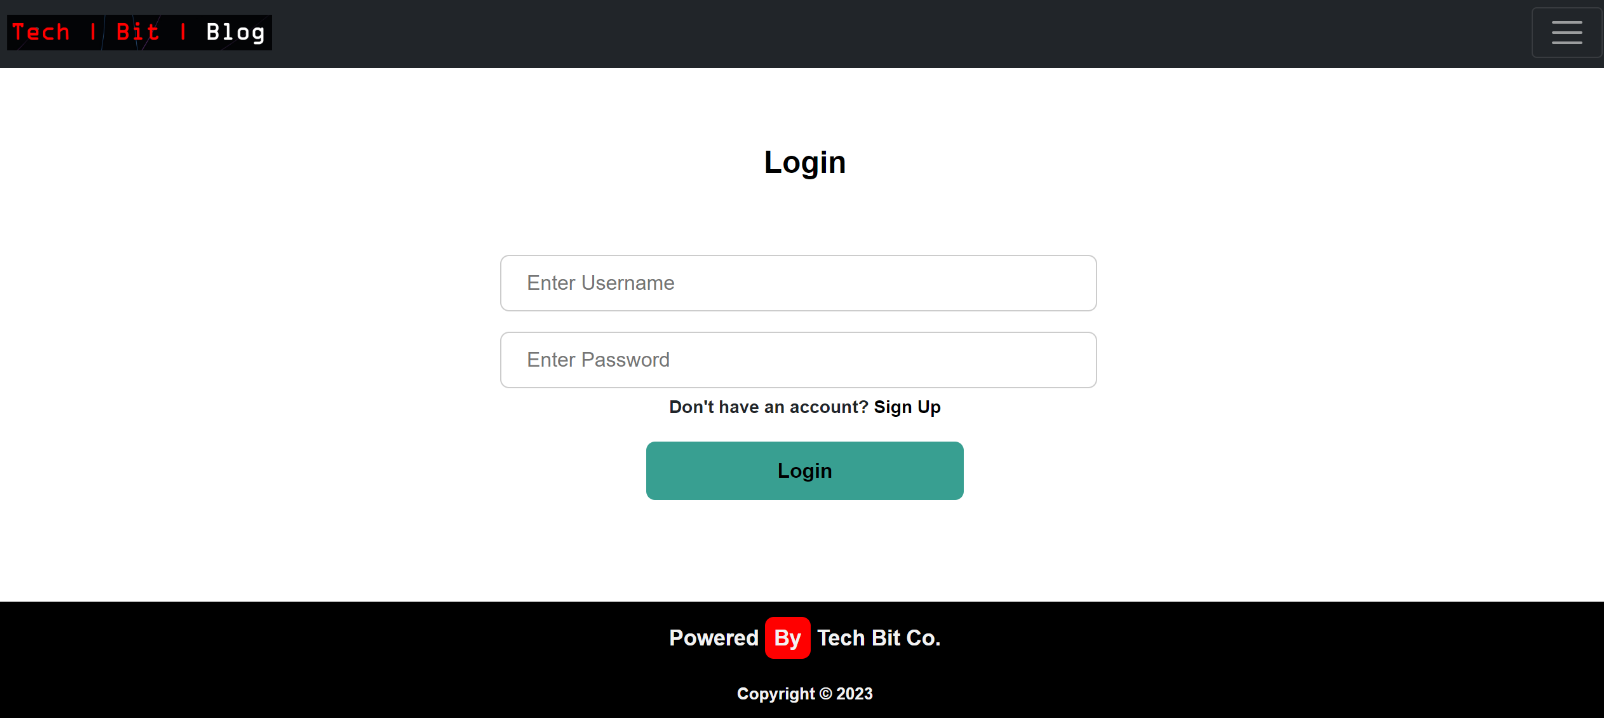 Tech | Bit | Blog
Login
Enter Username
Enter Password
Don't have an account? Sign Up
Login
Powered By Tech Bit Co.
Copyright © 2023